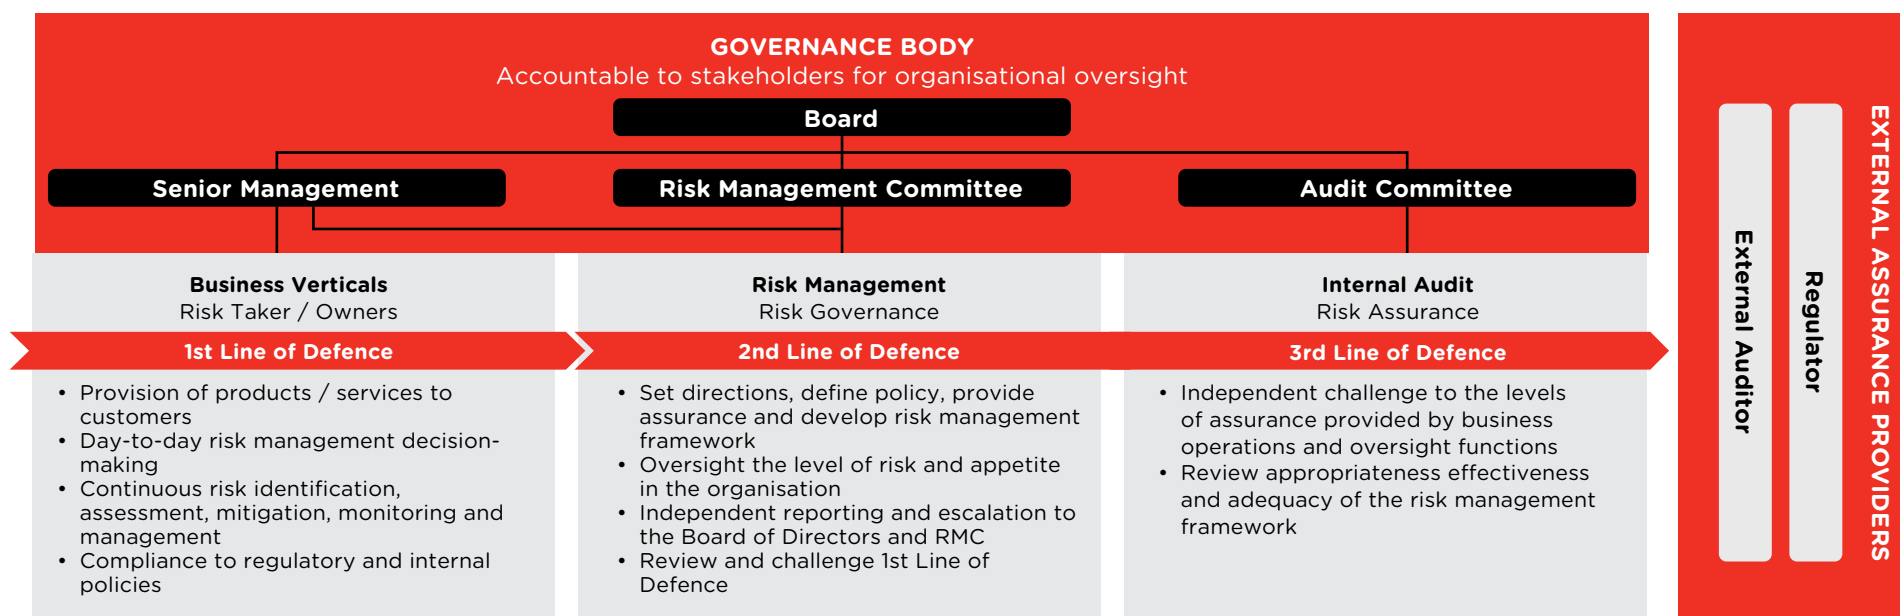 GOVERNANCE BODY
Accountable to stakeholders for organisational oversight
Board
Senior Management
Risk Management Committee
Audit Committee
Business Verticals
Risk Taker / Owners
1st Line of Defence
• Provision of products / services to
customers
• Day-to-day risk management decision-
making
• Continuous risk identification,
assessment, mitigation, monitoring and
management
• Compliance to regulatory and internal
policies
Risk Management
Risk Governance
2nd Line of Defence
• Set directions, define policy, provide
assurance and develop risk management
framework
• Oversight the level of risk and appetite
in the organisation
• Independent reporting and escalation to
the Board of Directors and RMC
• Review and challenge 1st Line of
Defence
Internal Audit
Risk Assurance
3rd Line of Defence
• Independent challenge to the levels
of assurance provided by business
operations and oversight functions
• Review appropriateness effectiveness
and adequacy of the risk management
framework
External Auditor
Regulator
EXTERNAL ASSURANCE PROVIDERS